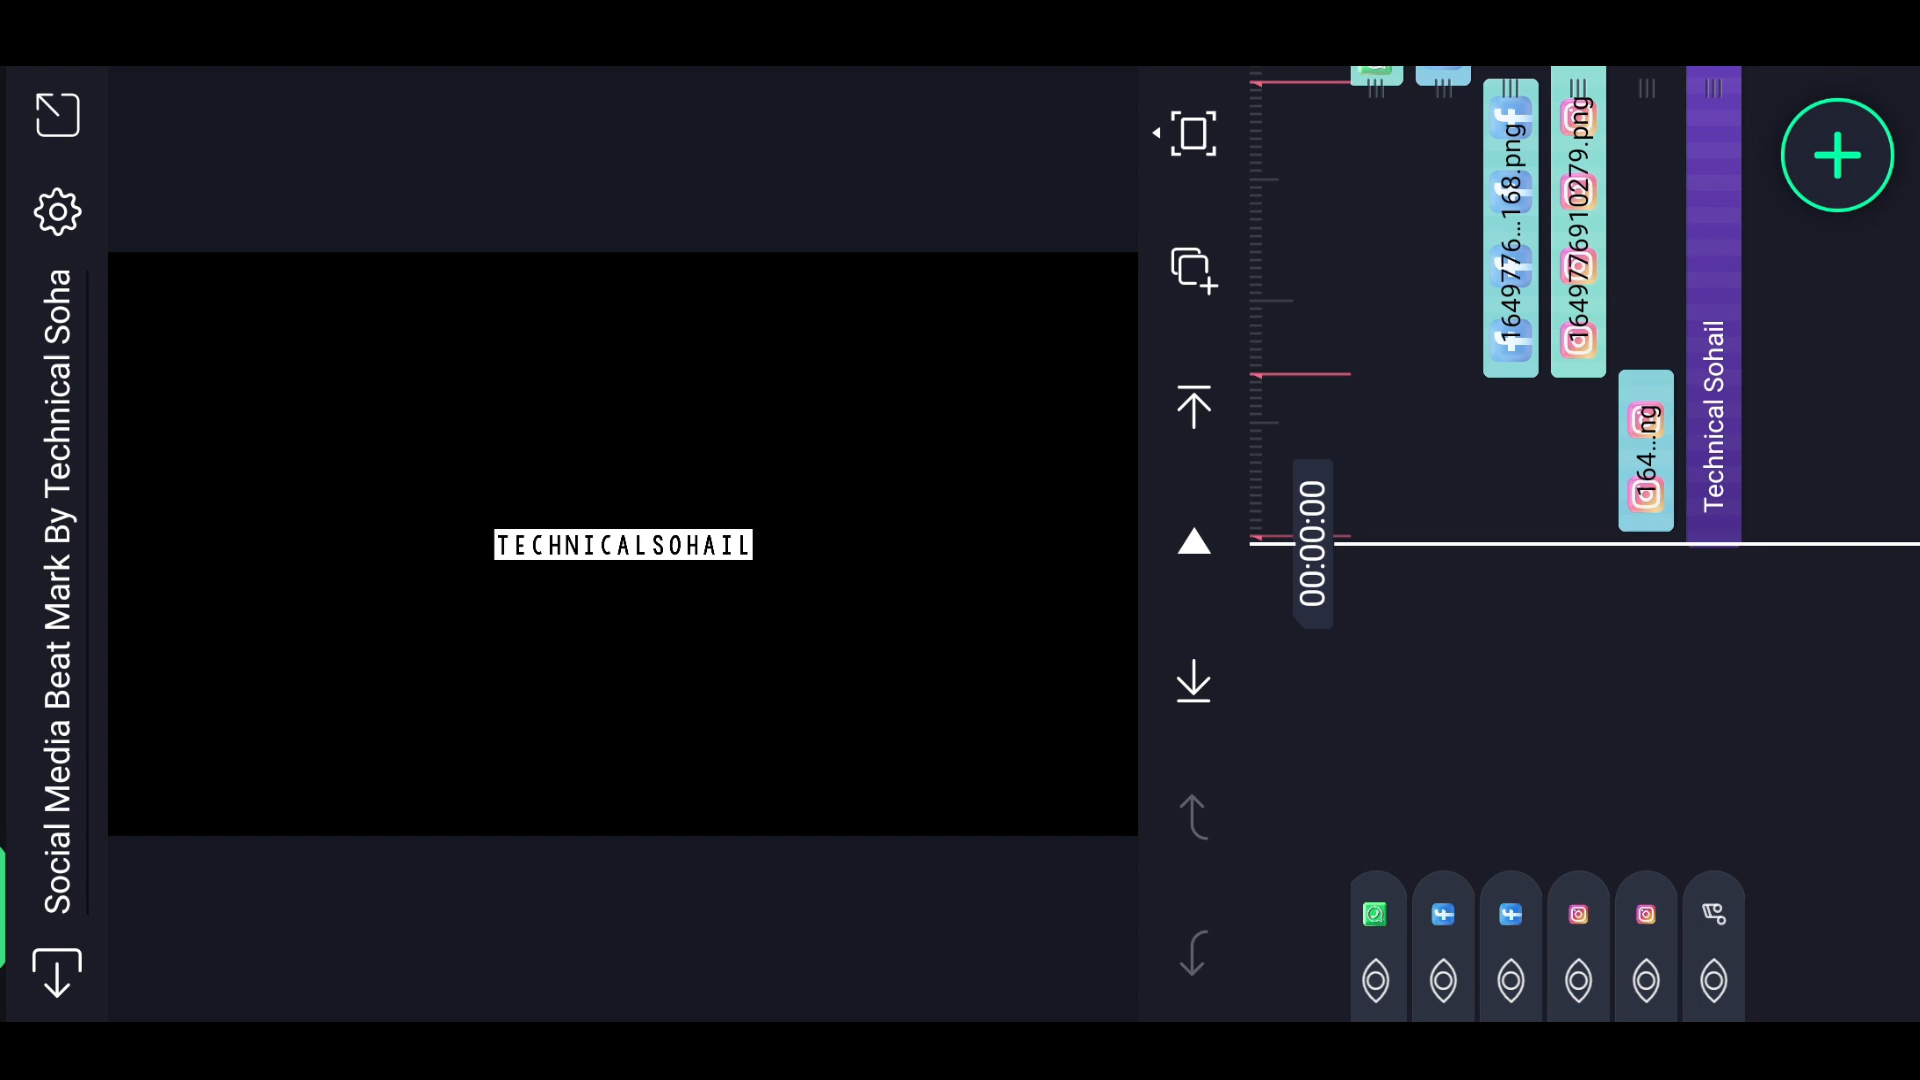 Social Media Beat Mark By Technical Soha
TECHNICALSOHAIL
00:00:00
1649776...168.png
1649777691​0279.png
164...ng
Technical Sohail